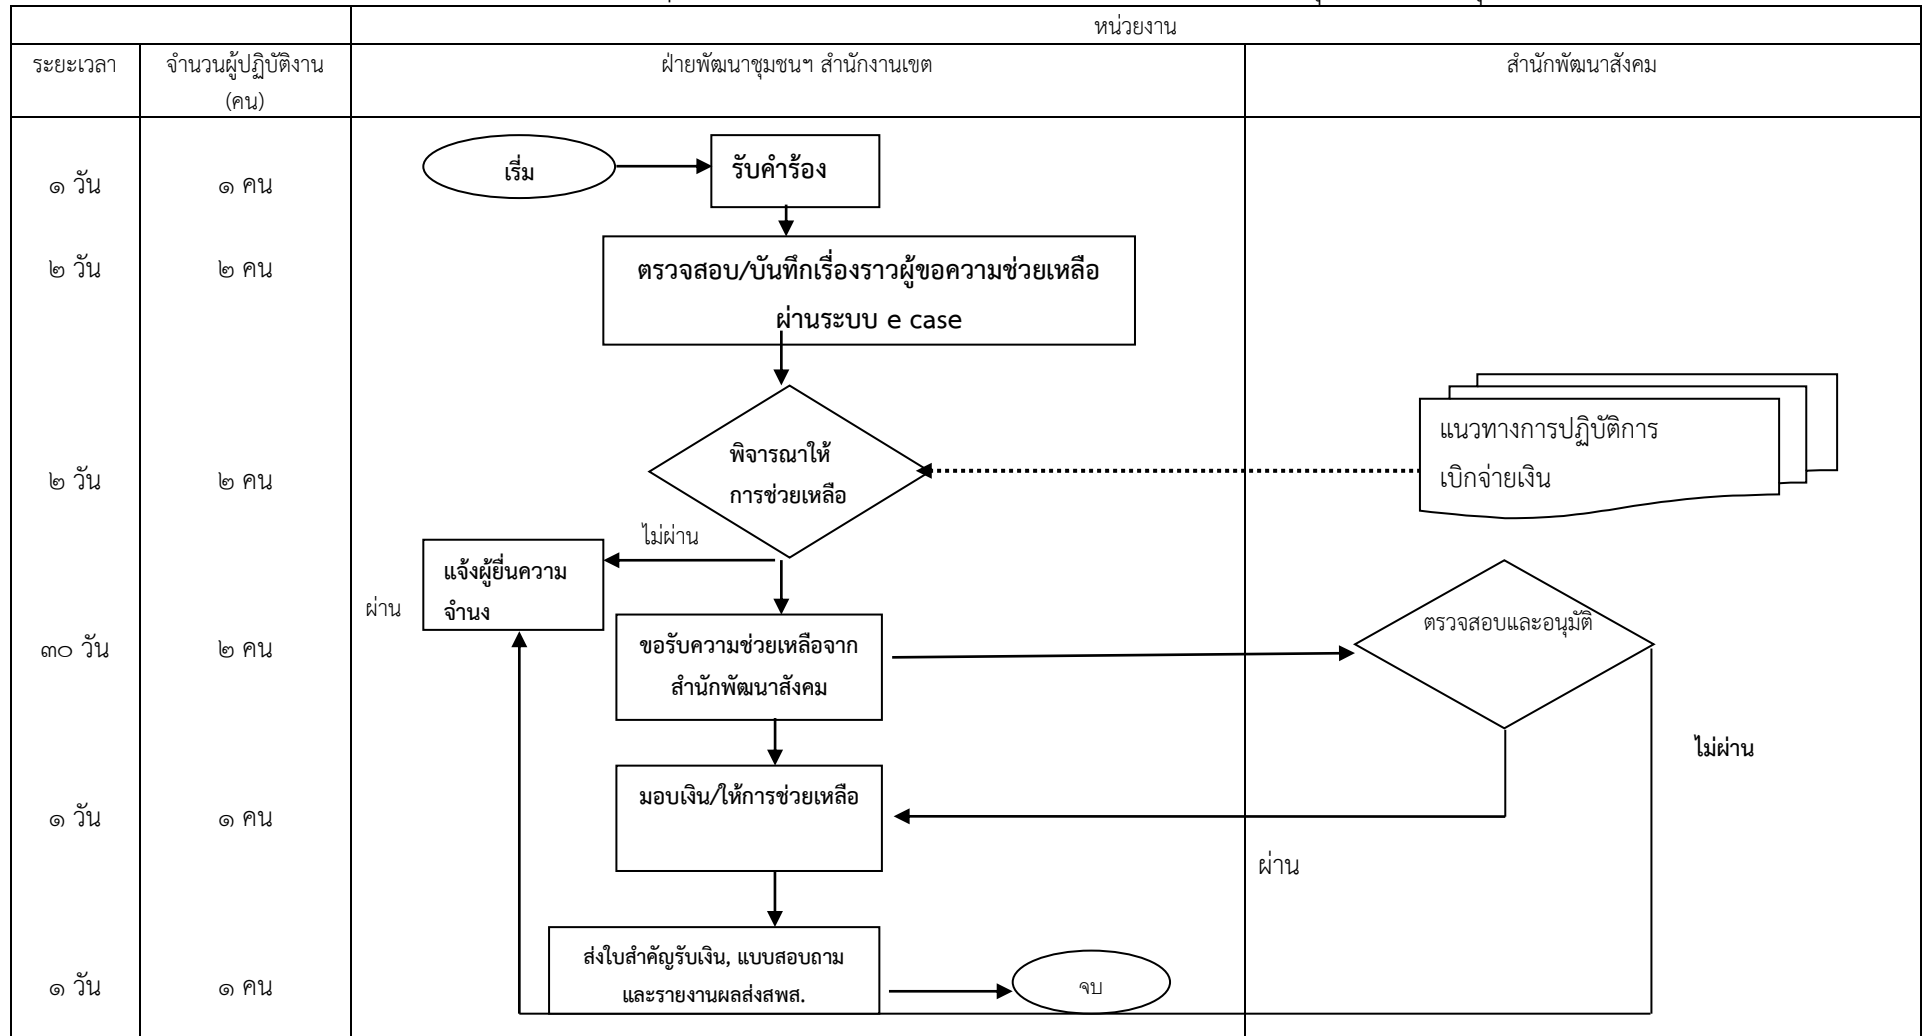 หน่วยงาน
ระยะเวลา
จำนวนผู้ปฏิบัติงาน
(คน)
ฝ่ายพัฒนาชุมชนฯ สำนักงานเขต
สำนักพัฒนาสังคม
๑ วัน
๑ คน
เริ่ม
รับคำร้อง
๒ วัน
๒ คน
ตรวจสอบ/บันทึกเรื่องราวผู้ขอความช่วยเหลือ
ผ่านระบบ e case
๒ วัน
๒ คน
พิจารณาให้
การช่วยเหลือ
แนวทางการปฏิบัติการ
เบิกจ่ายเงิน
ไม่ผ่าน
แจ้งผู้ยื่นความ
จำนง
ผ่าน
๓๐ วัน
๒ คน
ขอรับความช่วยเหลือจาก
สำนักพัฒนาสังคม
ตรวจสอบและอนุมัติ
ไม่ผ่าน
๑ วัน
๑ คน
มอบเงิน/ให้การช่วยเหลือ
ผ่าน
๑ วัน
๑ คน
ส่งใบสำคัญรับเงิน, แบบสอบถาม
และรายงานผลส่งสพส.
จบ